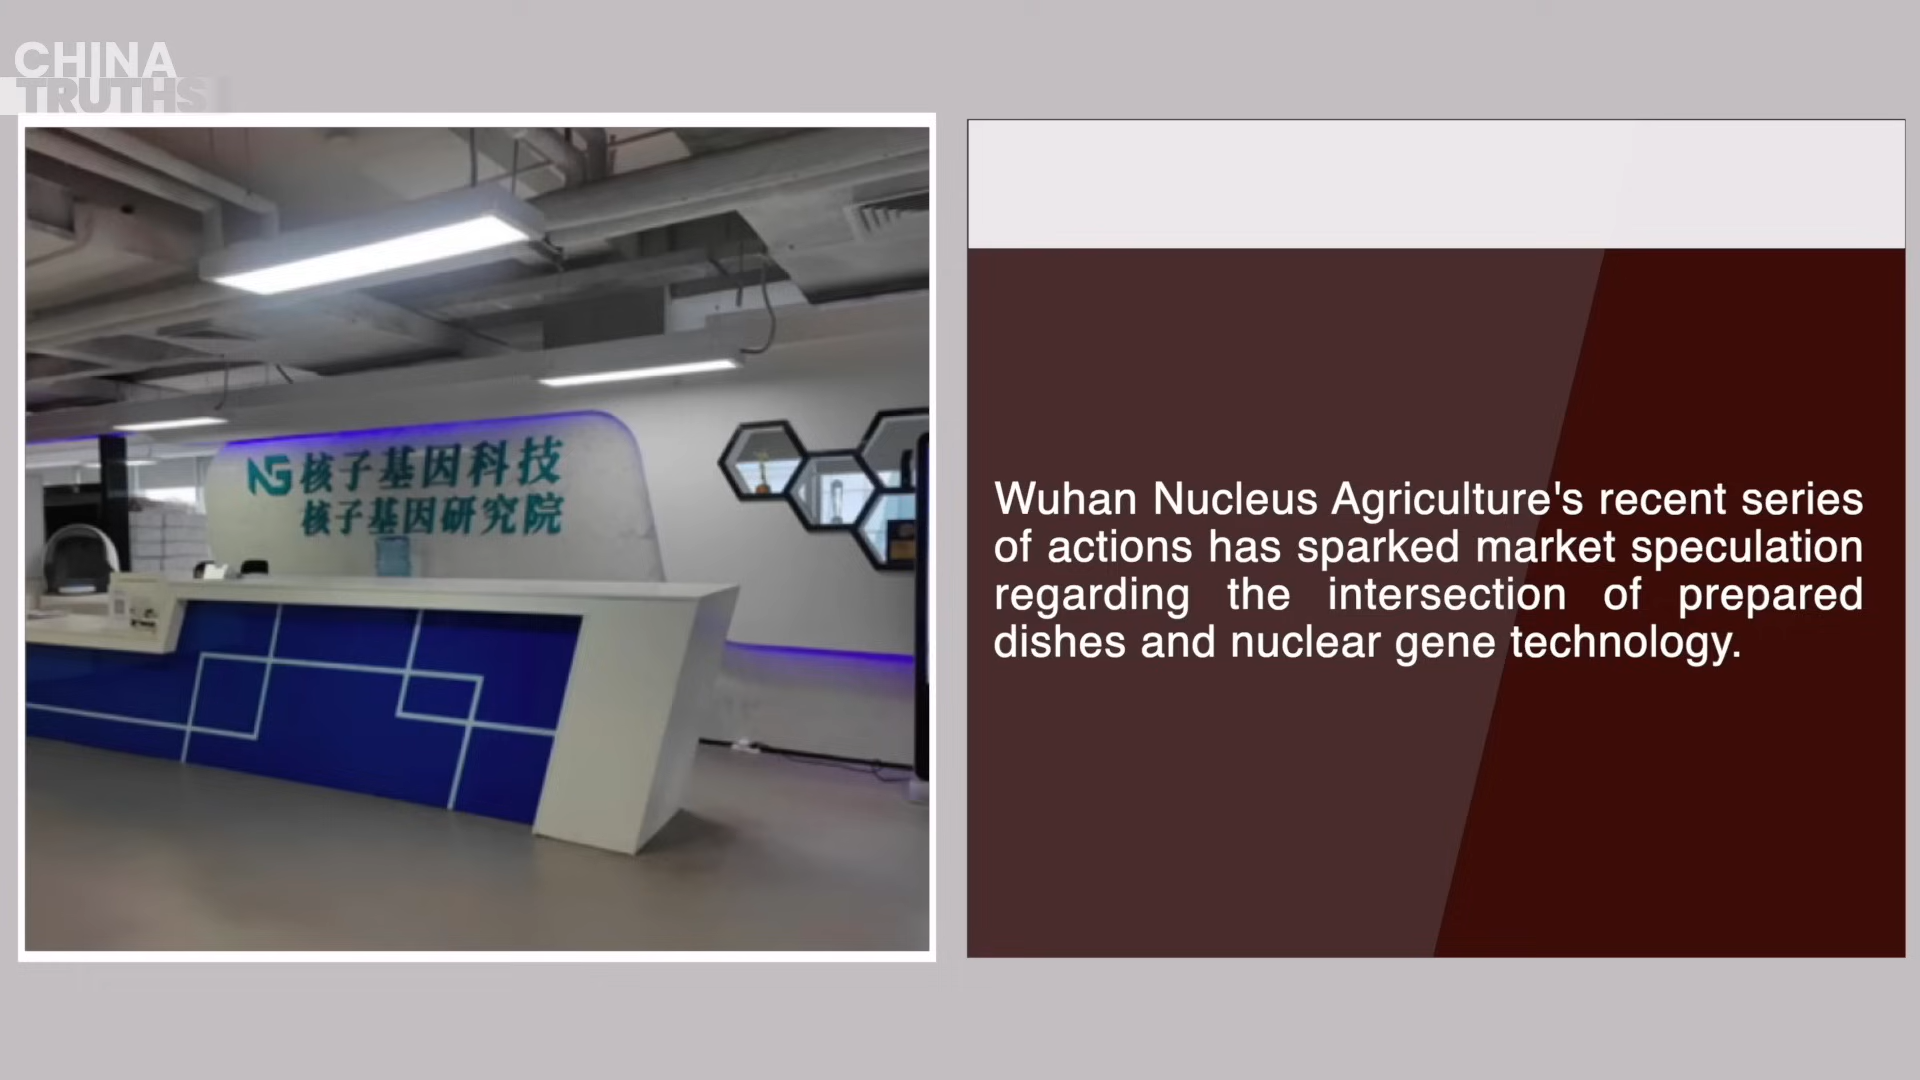 CHINA
TRUTHS
NG 核子基因科技
核子基因研究院
Wuhan Nucleus Agriculture's recent series
of actions has sparked market speculation
regarding the intersection of prepared
dishes and nuclear gene technology.